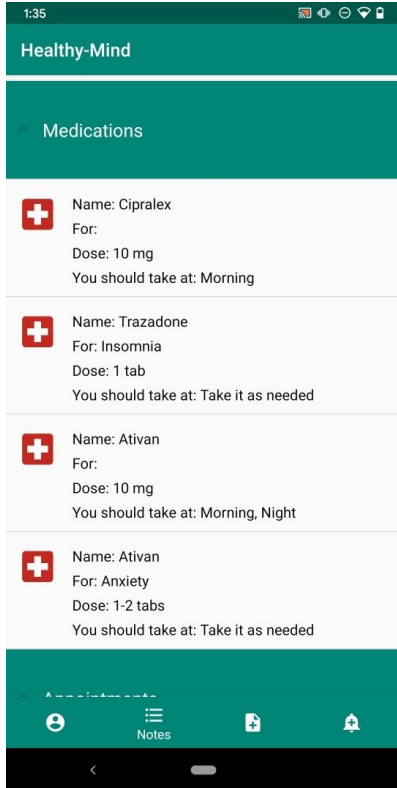 1:35
Healthy-Mind
Medications
Name: Cipralex
For:
Dose: 10 mg
You should take at: Morning
Name: Trazadone
For: Insomnia
Dose: 1 tab
You should take at: Take it as needed
Name: Ativan
For:
Dose: 10 mg
You should take at: Morning, Night
Name: Ativan
For: Anxiety
Dose: 1-2 tabs
You should take at: Take it as needed
Appointments
Notes